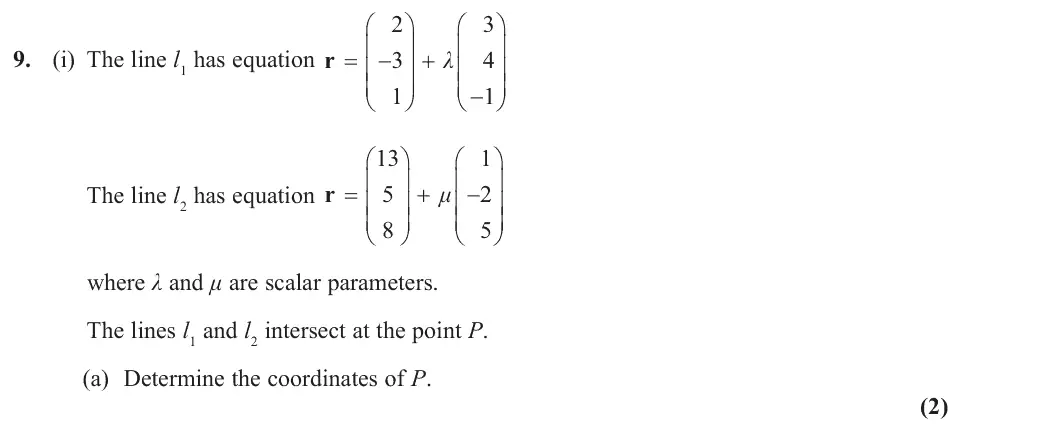 9. (i) The line l₁ has equation r = (2 −3 1) + λ(3 4 −1)
The line l₂ has equation r = (13 5 8) + μ(1 −2 5)
where λ and μ are scalar parameters.
The lines l₁ and l₂ intersect at the point P.
(a) Determine the coordinates of P.
(2)